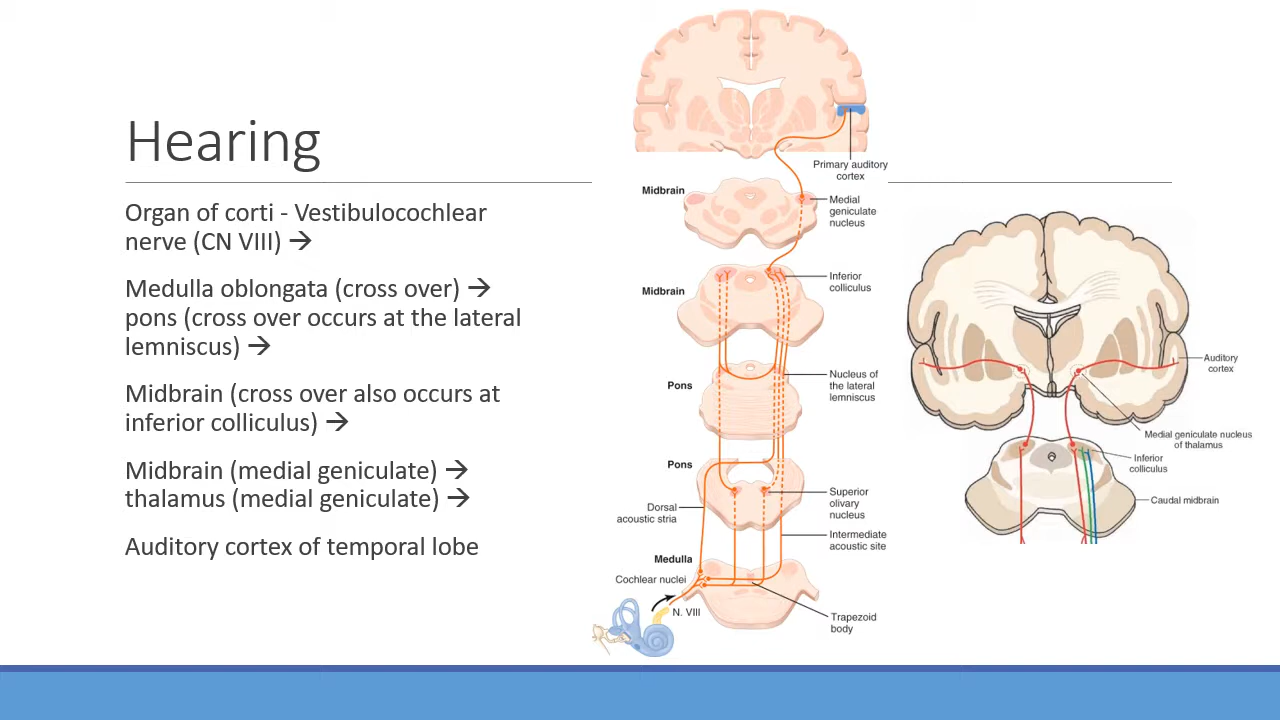 Hearing
Organ of corti - Vestibulocochlear
nerve (CN VIII) →
Medulla oblongata (cross over) →
pons (cross over occurs at the lateral
lemniscus) →
Midbrain (cross over also occurs at
inferior colliculus) →
Midbrain (medial geniculate) →
thalamus (medial geniculate) →
Auditory cortex of temporal lobe
Primary auditory
cortex
Midbrain
Medial
geniculate
nucleus
Midbrain
Inferior
colliculus
Pons
Nucleus of
the lateral
lemniscus
Pons
Superior
olivary
nucleus
Dorsal
acoustic stria
Intermediate
acoustic site
Medulla
Cochlear nuclei
N. VIII
Trapezoid
body
Auditory
cortex
Medial geniculate nucleus
of thalamus
Inferior
colliculus
Caudal midbrain